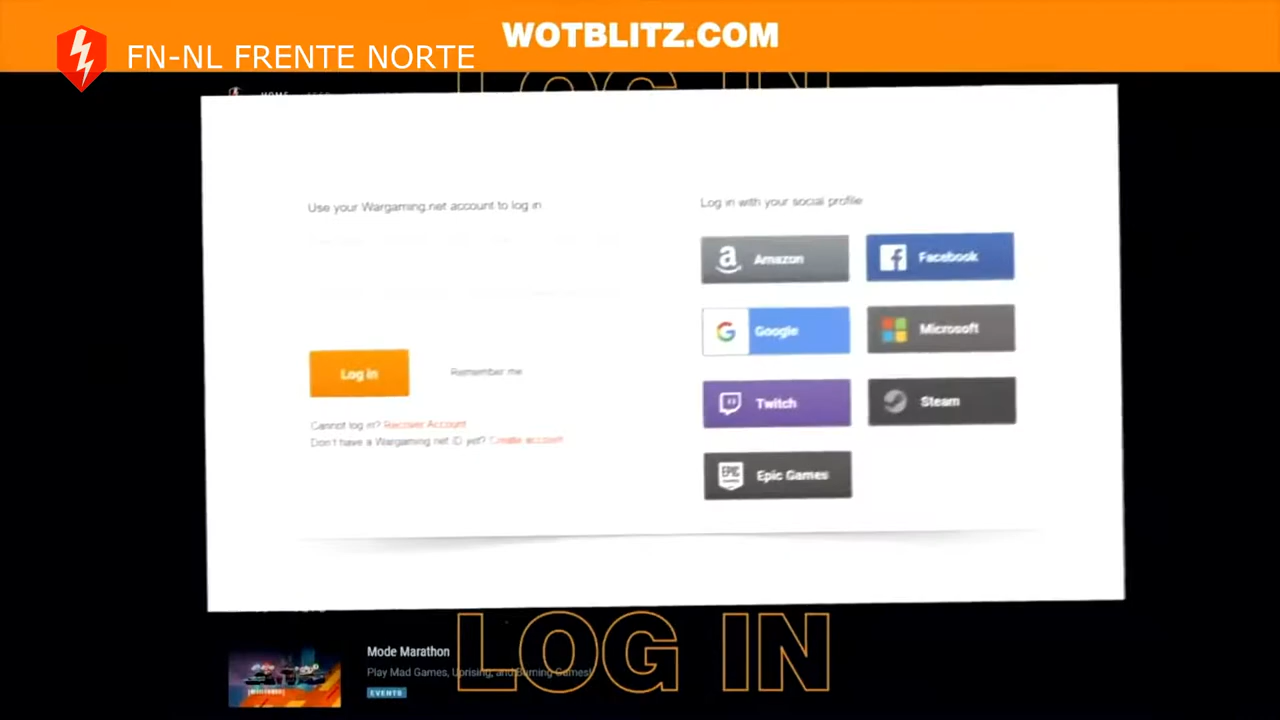 WOTBLITZ.COM
FN-NL FRENTE NORTE
HOME
Use your Wargaming.net account to log in
Log in with your social profile
Amazon
Facebook
Google
Microsoft
Log in
Remember me
Twitch
Steam
Cannot log in? Recover Account
Don't have a Wargaming.net ID yet? Create account
EPIC
Epic Games
LOG IN
Mode Marathon
Play Mad Games, Uprising, and Burning Games!
EVENTS